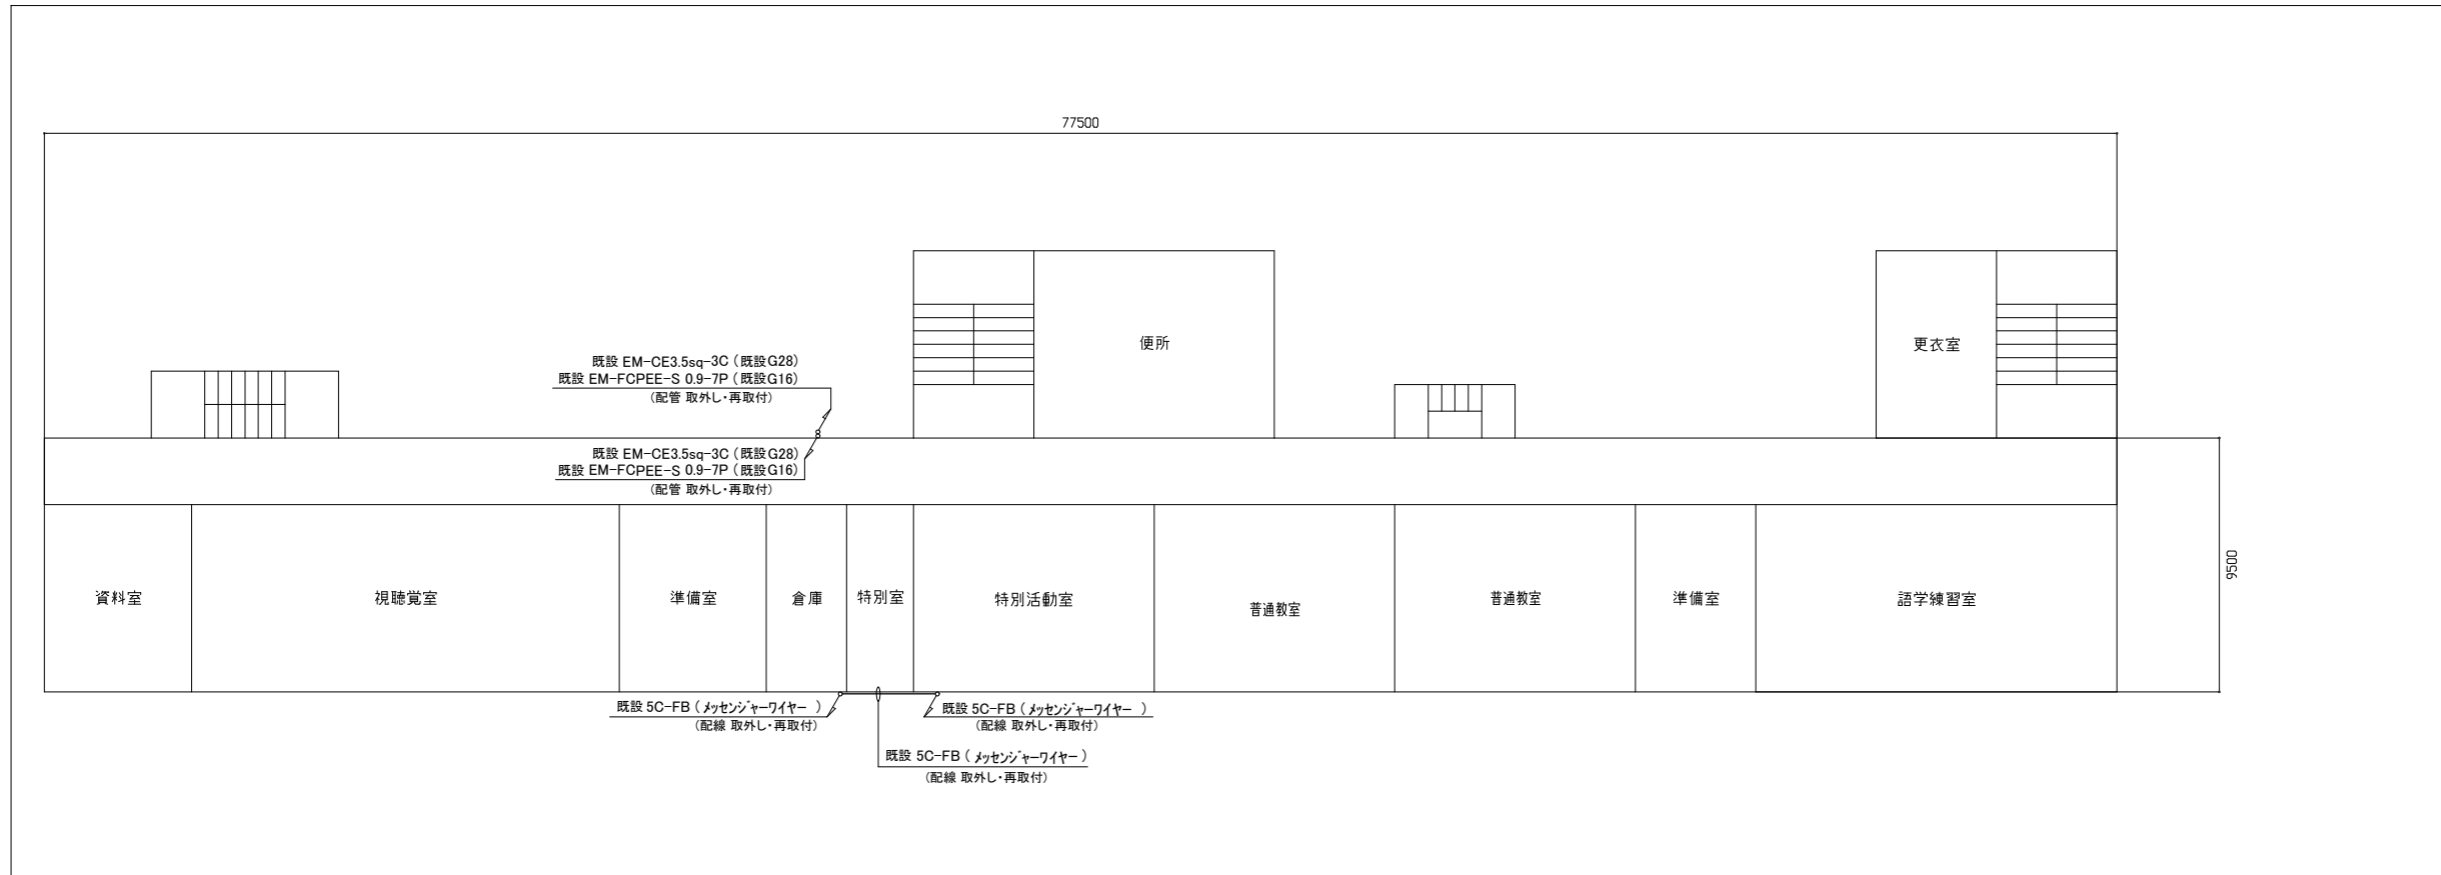 77500
便所
更衣室
既設 EM-CE3.5sq-3C (既設G28)
既設 EM-FCPEE-S 0.9-7P (既設G16)
(配管 取外し・再取付)
既設 EM-CE3.5sq-3C (既設G28)
既設 EM-FCPEE-S 0.9-7P (既設G16)
(配管 取外し・再取付)
9500
資料室
視聴覚室
準備室
倉庫
特別室
特別活動室
普通教室
普通教室
準備室
語学練習室
既設 5C-FB (メッセンジャーワイヤー)
(配線 取外し・再取付)
既設 5C-FB (メッセンジャーワイヤー)
(配線 取外し・再取付)
既設 5C-FB (メッセンジャーワイヤー)
(配線 取外し・再取付)